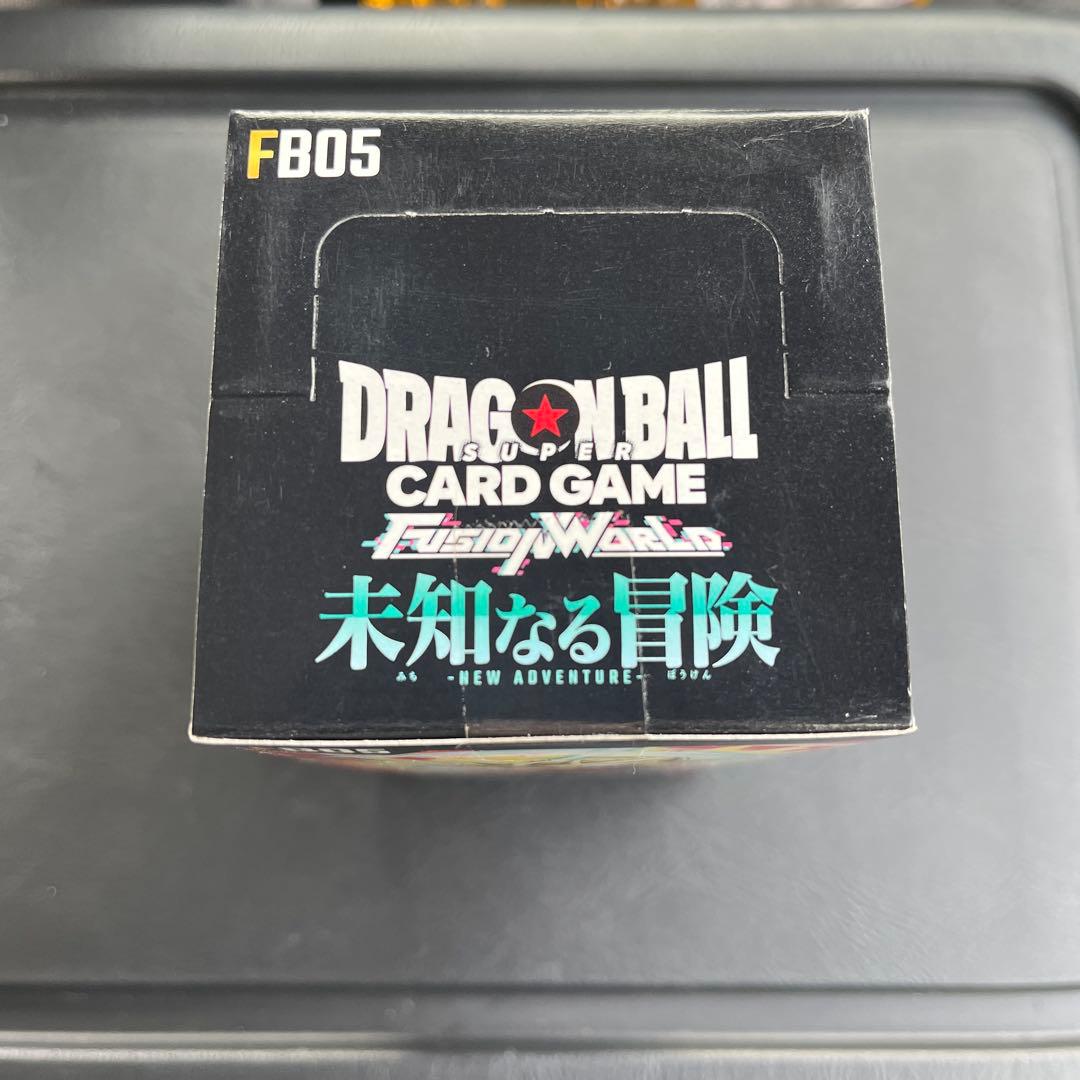 FB05
DRAGON BALL
SUPER
CARD GAME
FUSION WORLD
未知なる冒険
みち -NEW ADVENTURE- ぼうけん
FB05